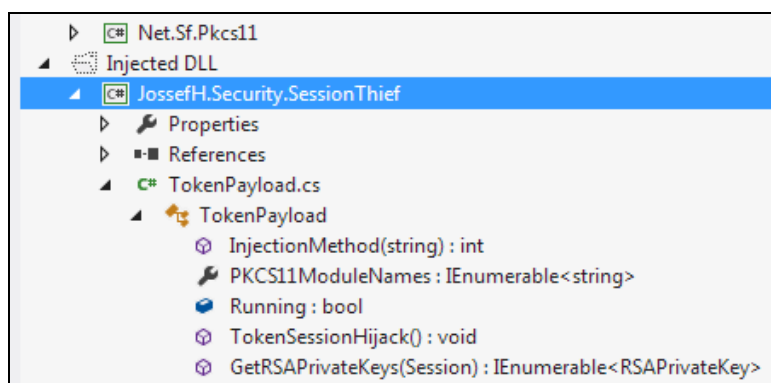 C# Net.Sf.Pkcs11
Injected DLL
C# JossefH.Security.SessionThief
Properties
References
C# TokenPayload.cs
TokenPayload
InjectionMethod(string) : int
PKCS11ModuleNames : IEnumerable<string>
Running : bool
TokenSessionHijack() : void
GetRSAPrivateKeys(Session) : IEnumerable<RSAPrivateKey>